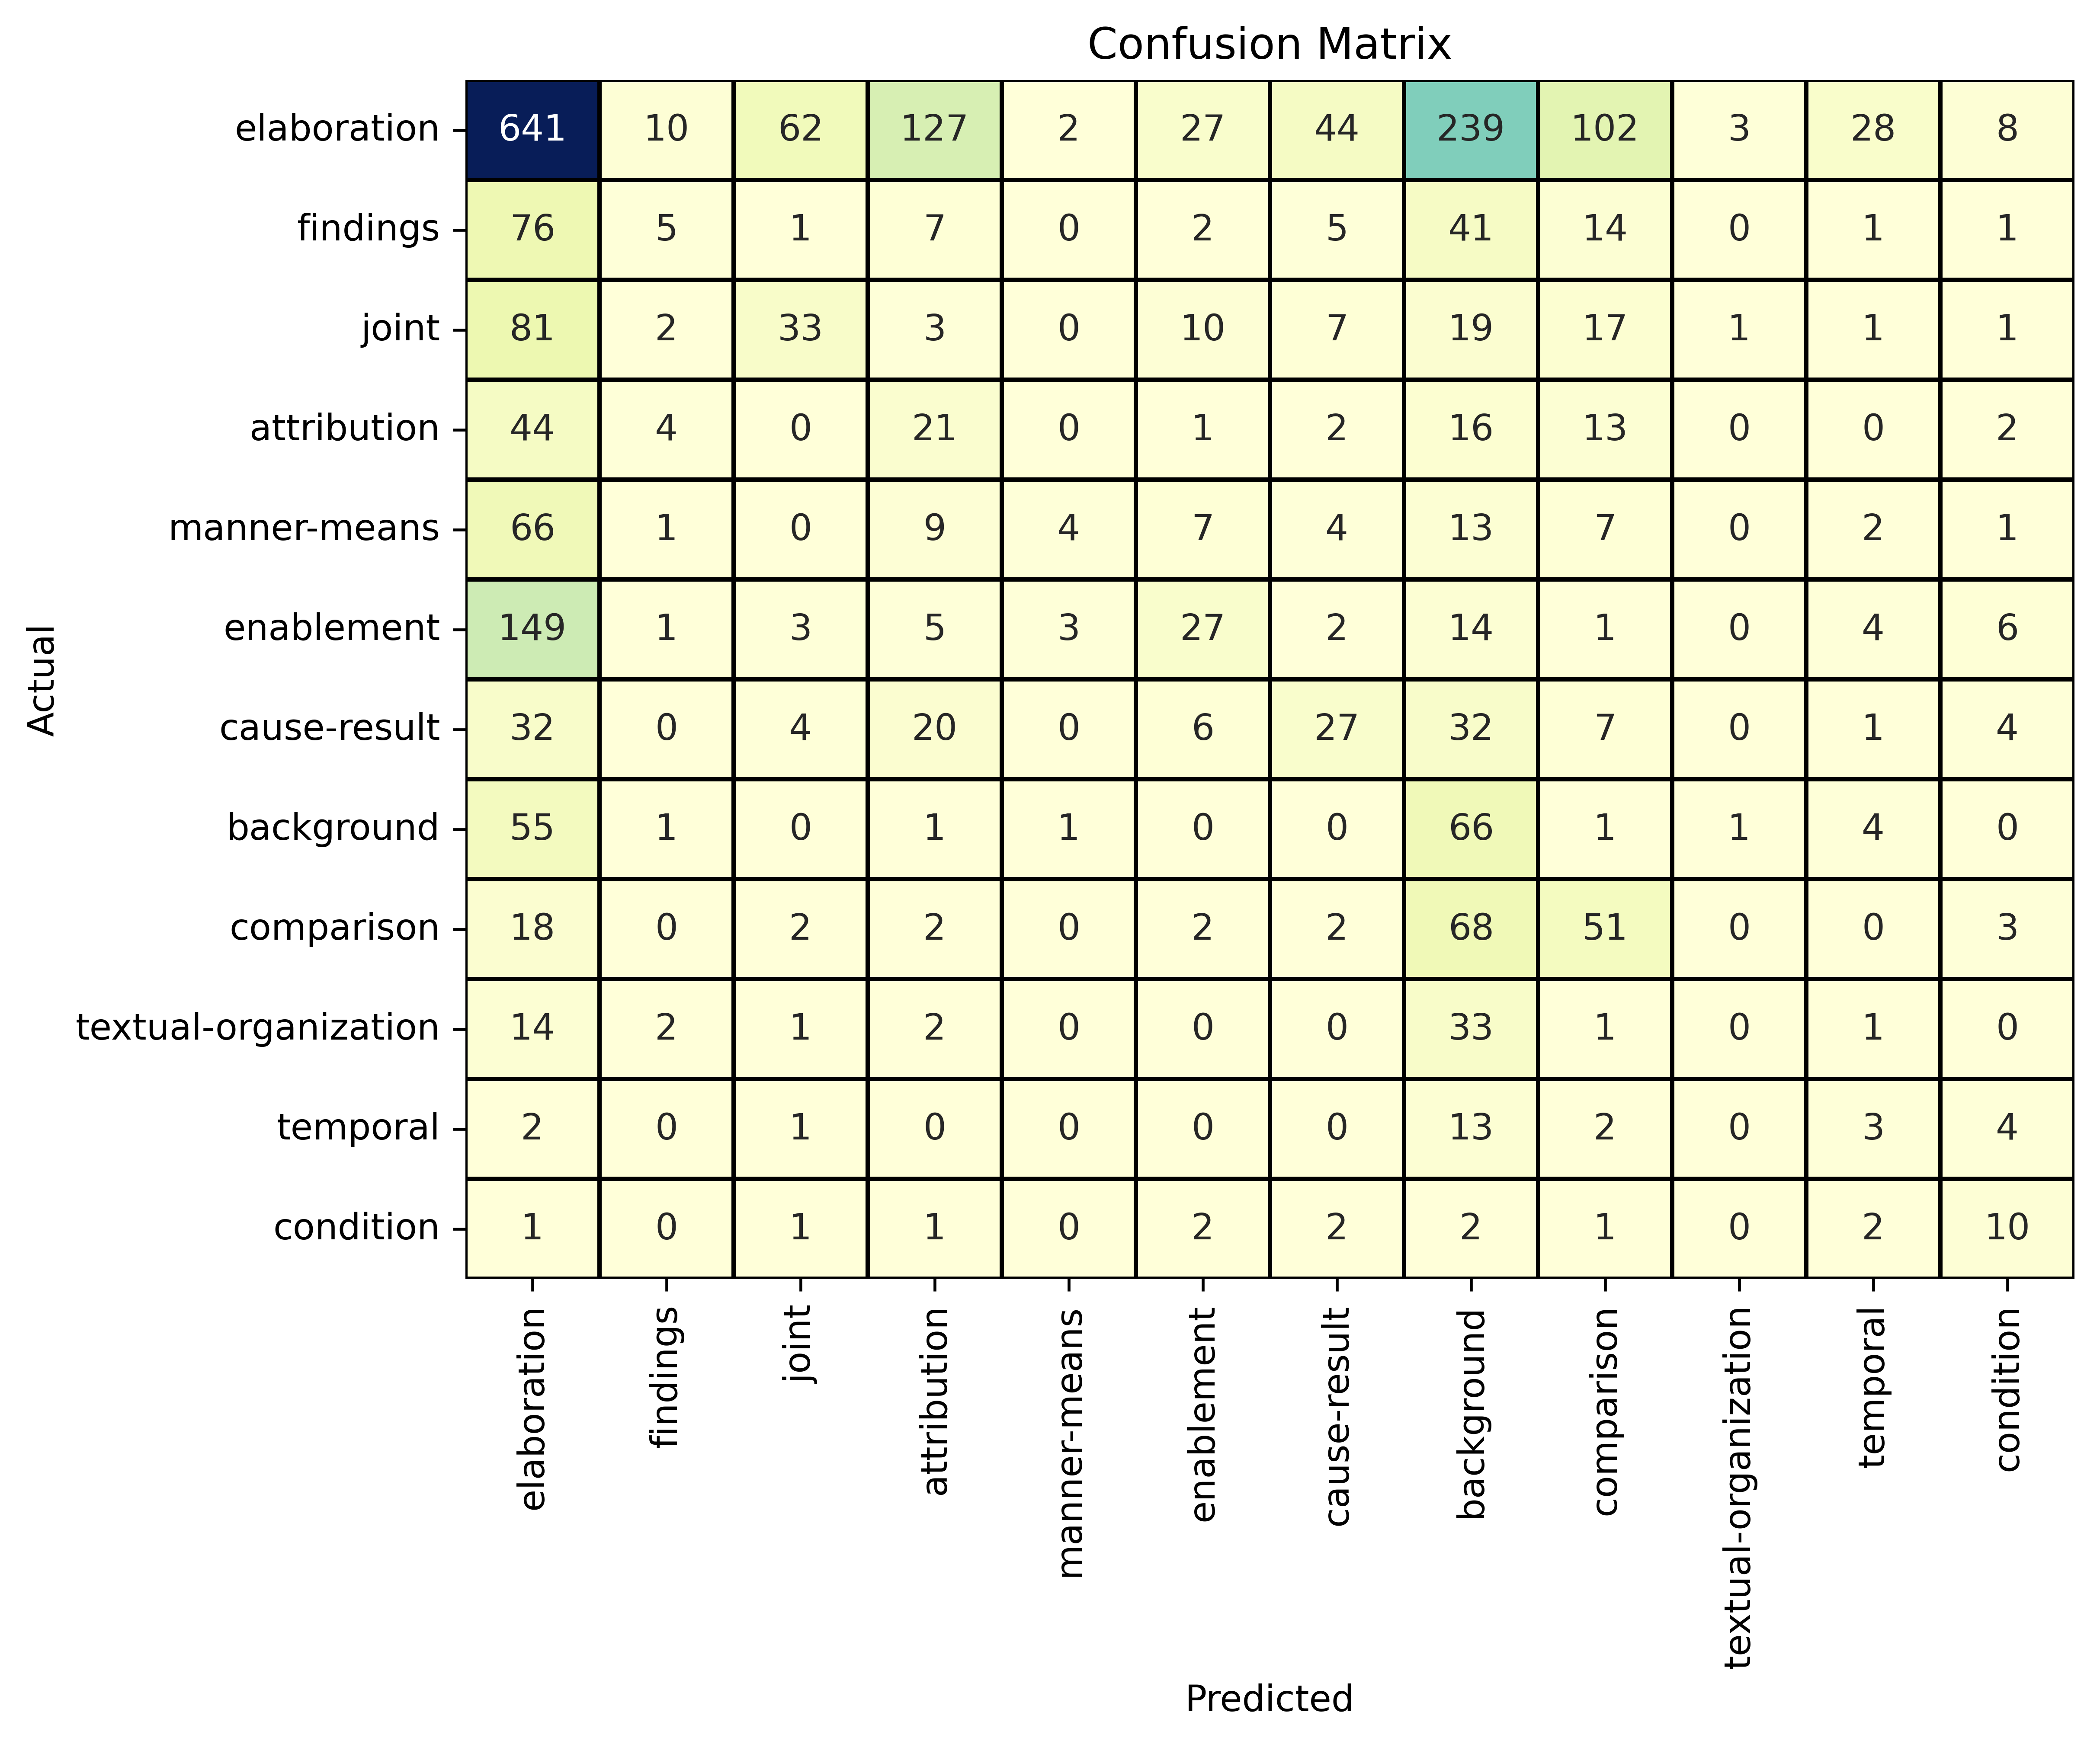 Confusion Matrix
elaboration 641 10 62 127 2 27 44 239 102 3 28 8
findings 76 5 1 7 0 2 5 41 14 0 1 1
joint 81 2 33 3 0 10 7 19 17 1 1 1
attribution 44 4 0 21 0 1 2 16 13 0 0 2
manner-means 66 1 0 9 4 7 4 13 7 0 2 1
enablement 149 1 3 5 3 27 2 14 1 0 4 6
cause-result 32 0 4 20 0 6 27 32 7 0 1 4
background 55 1 0 1 1 0 0 66 1 1 4 0
comparison 18 0 2 2 0 2 2 68 51 0 0 3
textual-organization 14 2 1 2 0 0 0 33 1 0 1 0
temporal 2 0 1 0 0 0 0 13 2 0 3 4
condition 1 0 1 1 0 2 2 2 1 0 2 10
Actual
elaboration
findings
joint
attribution
manner-means
enablement
cause-result
background
comparison
textual-organization
temporal
condition
Predicted